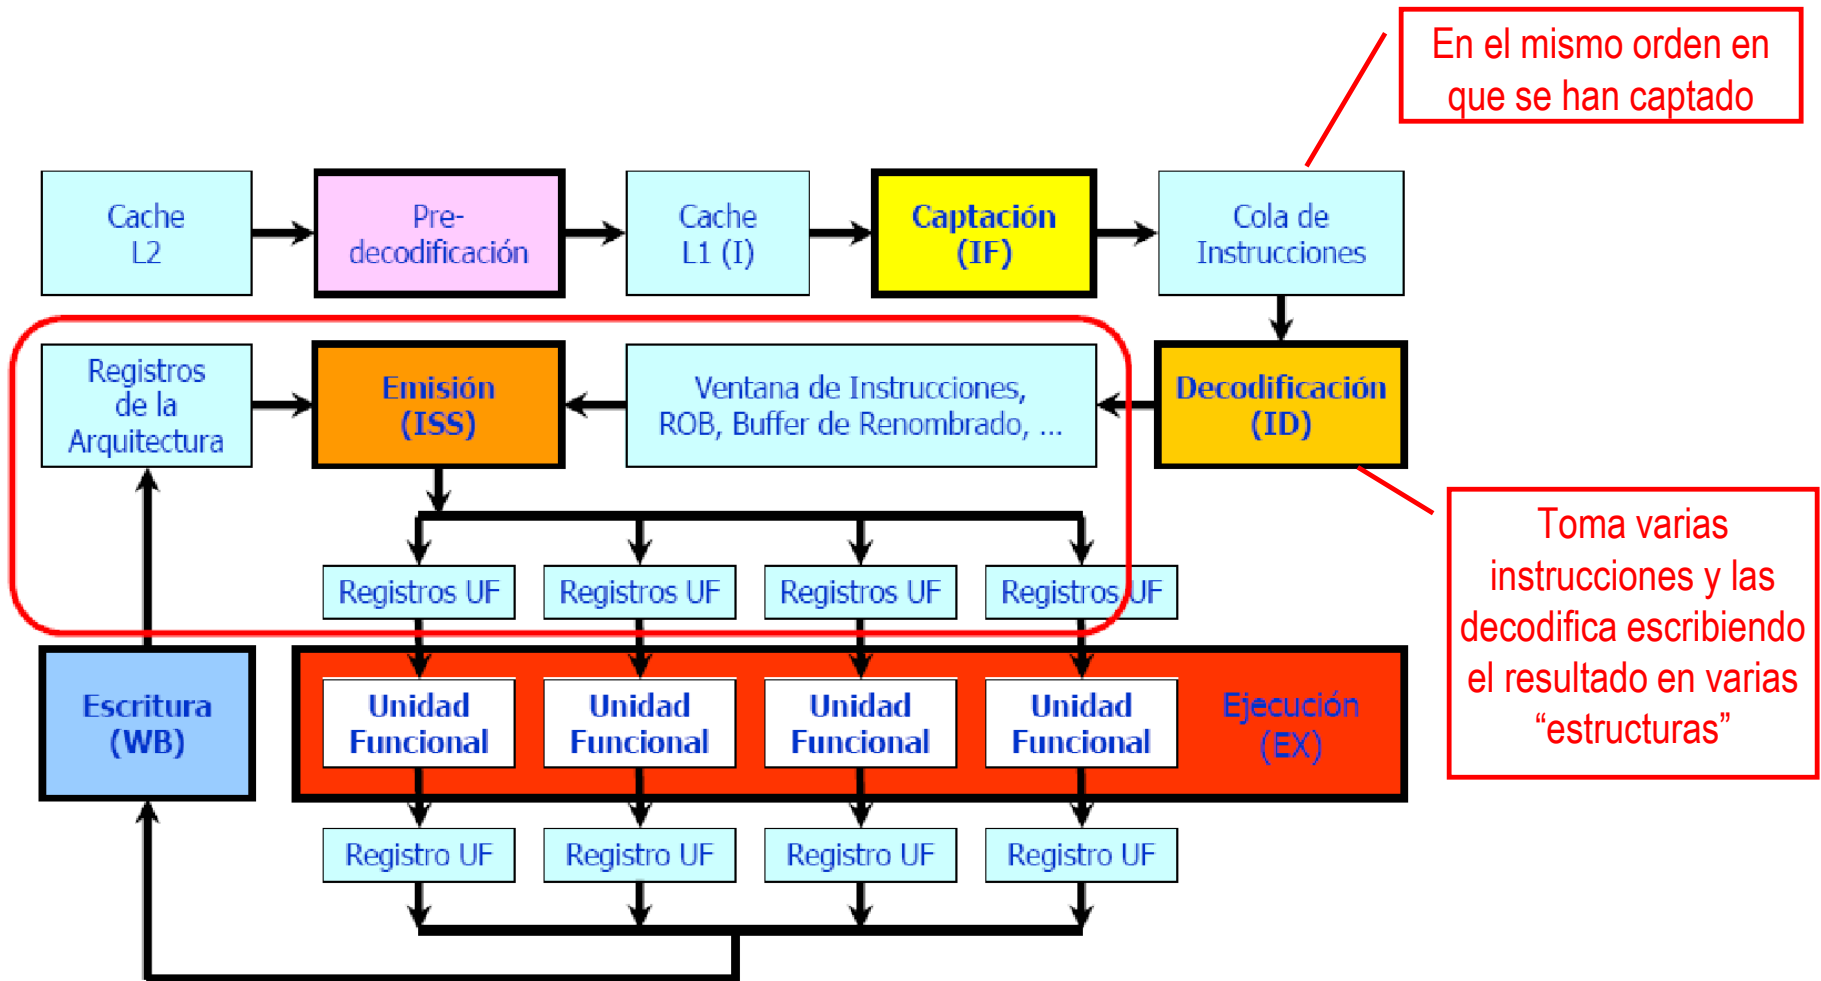 En el mismo orden en
que se han captado
Cache
L2
Pre-
decodificación
Cache
L1 (I)
Captación
(IF)
Cola de
Instrucciones
Registros
de la
Arquitectura
Emisión
(ISS)
Ventana de Instrucciones,
ROB, Buffer de Renombrado, ...
Decodificación
(ID)
Toma varias
instrucciones y las
decodifica escribiendo
el resultado en varias
“estructuras”
Registros UF
Registros UF
Registros UF
Registros UF
Escritura
(WB)
Unidad
Funcional
Unidad
Funcional
Unidad
Funcional
Unidad
Funcional
Ejecución
(EX)
Registro UF
Registro UF
Registro UF
Registro UF